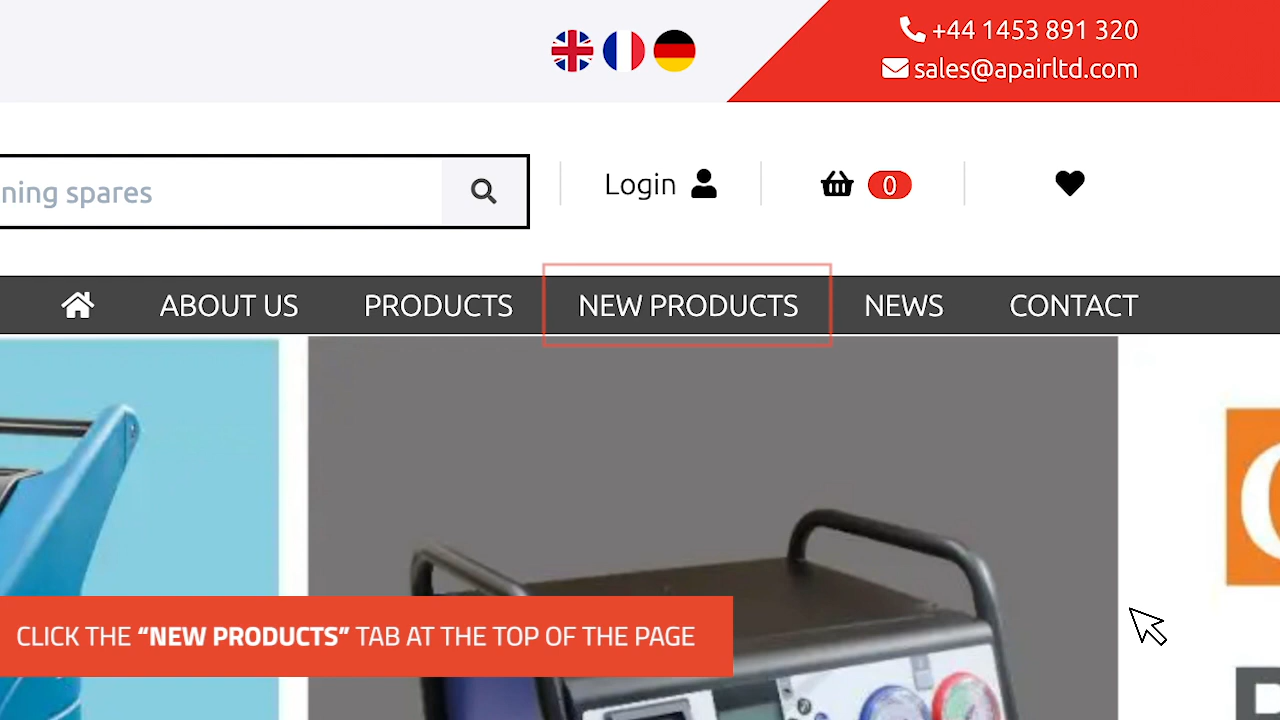 +44 1453 891 320
sales@apairltd.com
ning spares
Login
0
ABOUT US
PRODUCTS
NEW PRODUCTS
NEWS
CONTACT
CLICK THE “NEW PRODUCTS” TAB AT THE TOP OF THE PAGE